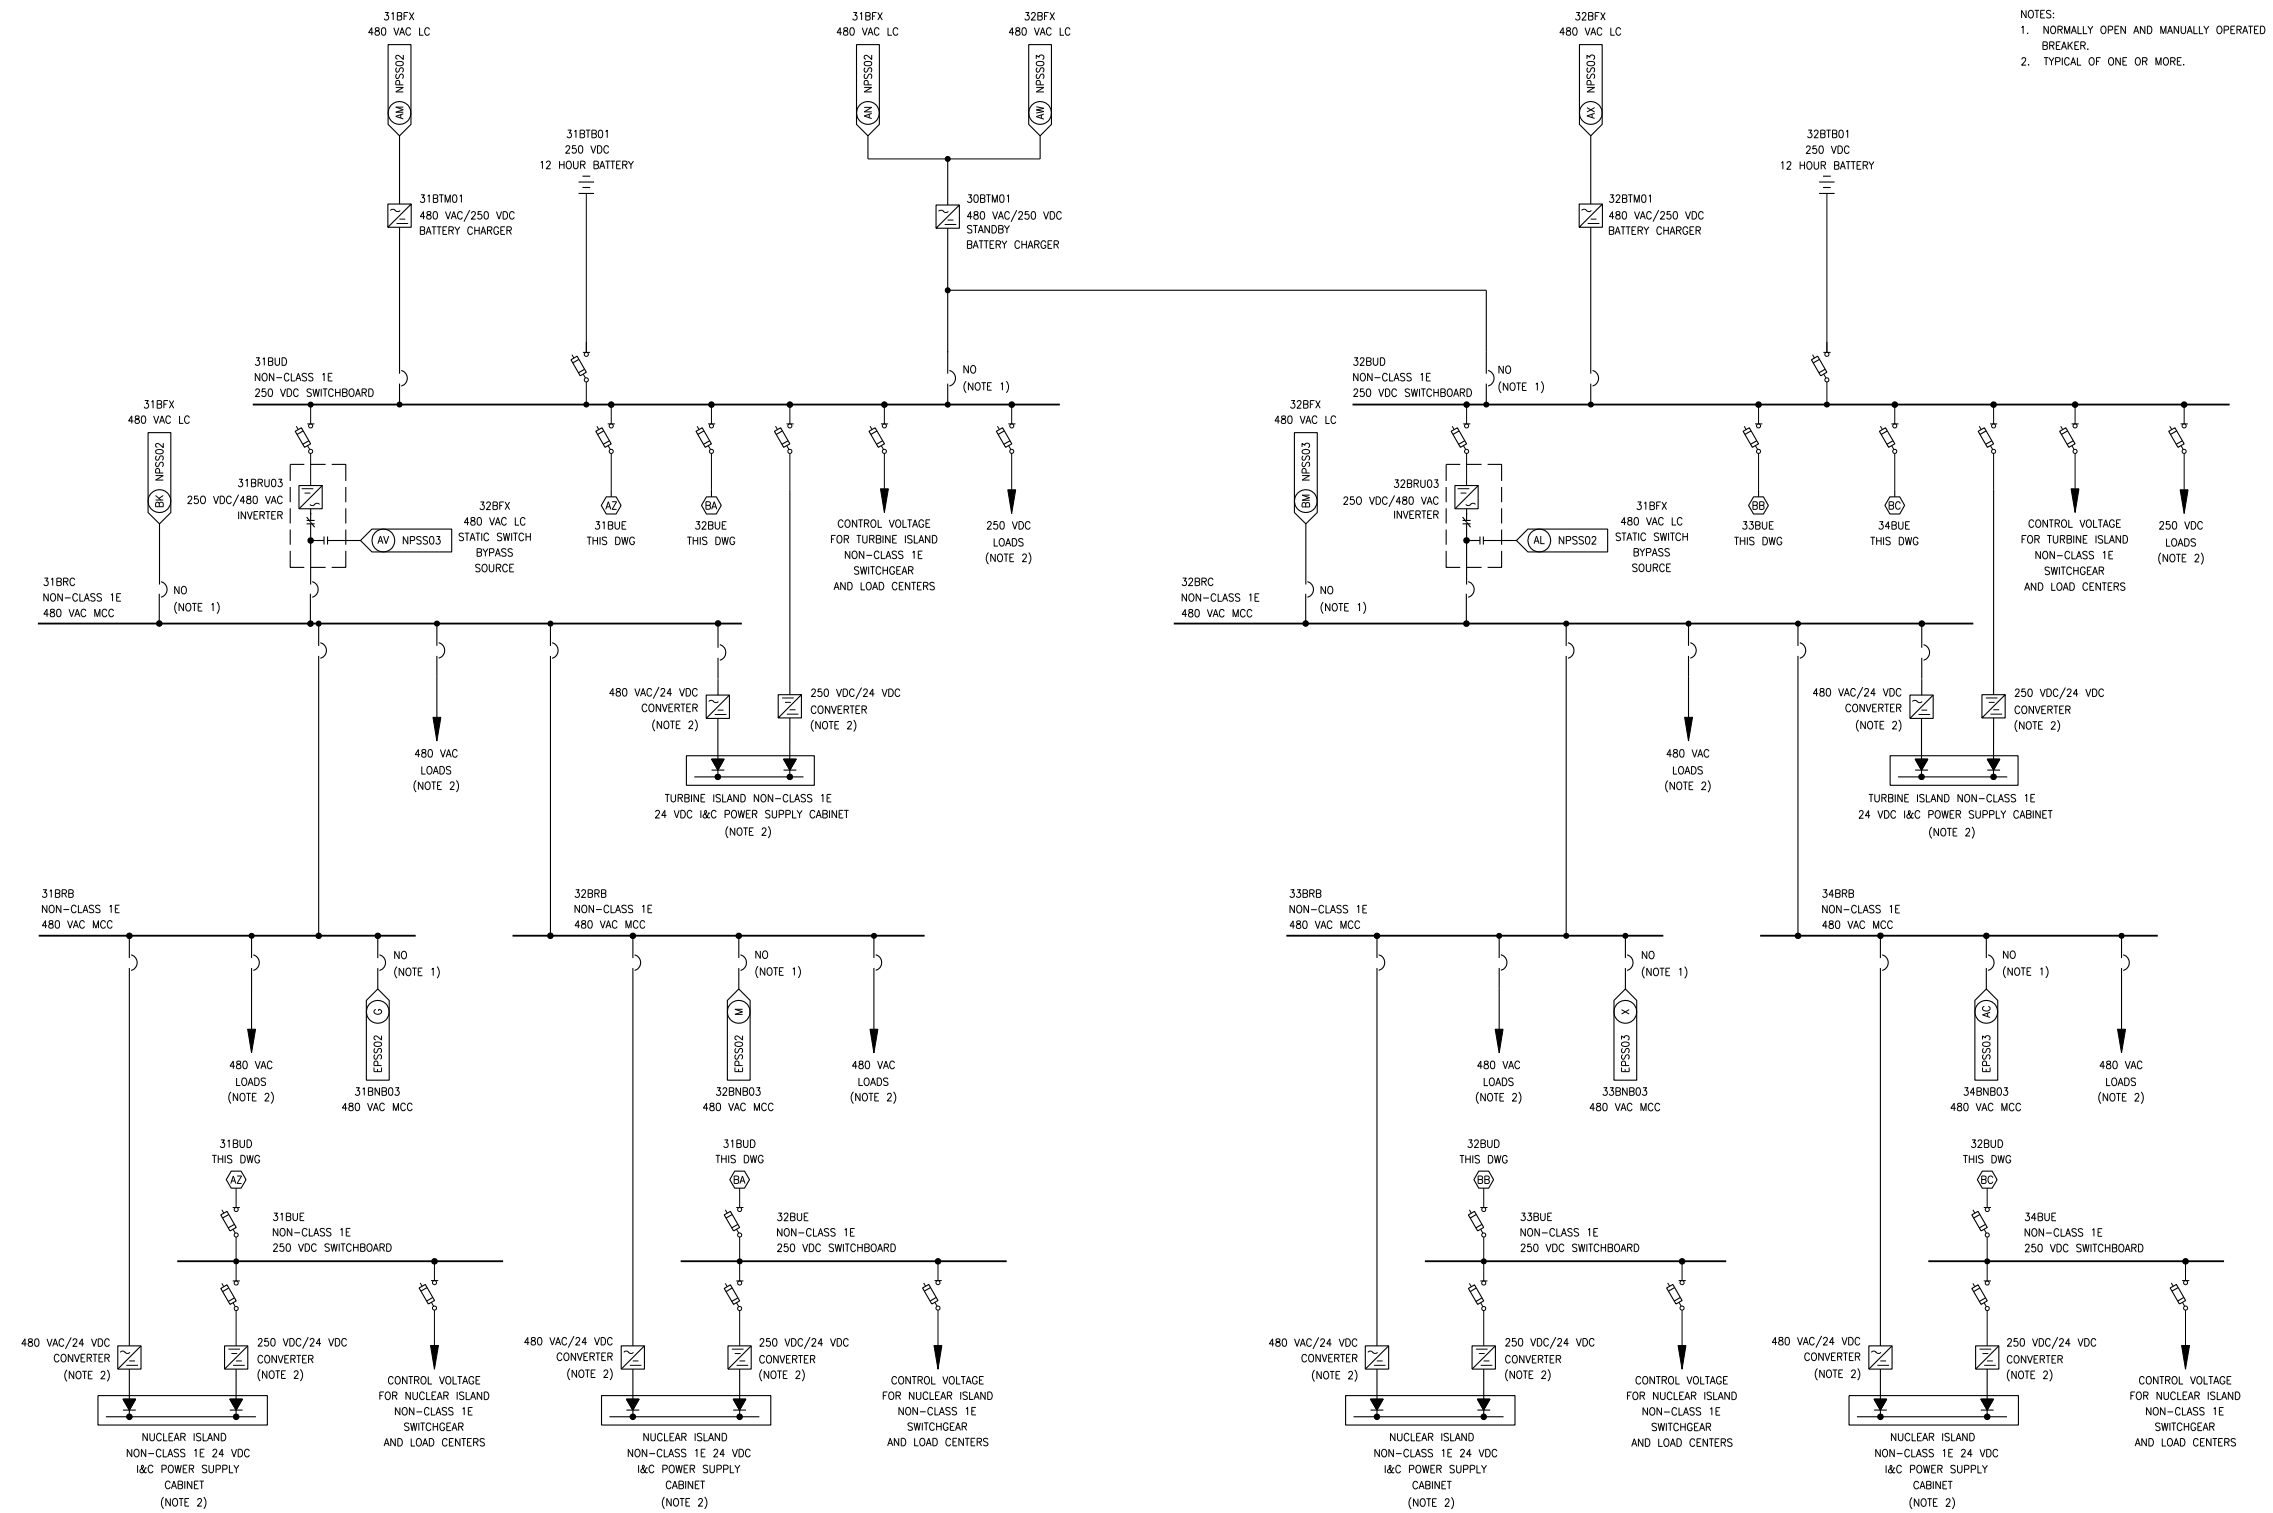 31BFX
480 VAC LC
NPSS02
AM
31BFX
480 VAC LC
NPSS02
AN
32BFX
480 VAC LC
NPSS03
AW
32BFX
480 VAC LC
NPSS03
AX
NOTES:
1. NORMALLY OPEN AND MANUALLY OPERATED
BREAKER.
2. TYPICAL OF ONE OR MORE.
31BTB01
250 VDC
12 HOUR BATTERY
32BTB01
250 VDC
12 HOUR BATTERY
31BTM01
480 VAC/250 VDC
BATTERY CHARGER
30BTM01
480 VAC/250 VDC
STANDBY
BATTERY CHARGER
32BTM01
480 VAC/250 VDC
BATTERY CHARGER
31BUD
NON-CLASS 1E
250 VDC SWITCHBOARD
NO
(NOTE 1)
32BUD
NON-CLASS 1E
250 VDC SWITCHBOARD
NO
(NOTE 1)
31BFX
480 VAC LC
NPSS02
BK
31BRU03
250 VDC/480 VAC
INVERTER
32BFX
480 VAC LC
STATIC SWITCH
BYPASS
SOURCE
AV NPSS03
AZ
31BUE
THIS DWG
BA
32BUE
THIS DWG
CONTROL VOLTAGE
FOR TURBINE ISLAND
NON-CLASS 1E
SWITCHGEAR
AND LOAD CENTERS
250 VDC
LOADS
(NOTE 2)
32BFX
480 VAC LC
NPSS03
BM
32BRU03
250 VDC/480 VAC
INVERTER
31BFX
480 VAC LC
STATIC SWITCH
BYPASS
SOURCE
AL NPSS02
BB
33BUE
THIS DWG
BC
34BUE
THIS DWG
CONTROL VOLTAGE
FOR TURBINE ISLAND
NON-CLASS 1E
SWITCHGEAR
AND LOAD CENTERS
250 VDC
LOADS
(NOTE 2)
31BRC
NON-CLASS 1E
480 VAC MCC
NO
(NOTE 1)
32BRC
NON-CLASS 1E
480 VAC MCC
NO
(NOTE 1)
480 VAC
LOADS
(NOTE 2)
480 VAC/24 VDC
CONVERTER
(NOTE 2)
250 VDC/24 VDC
CONVERTER
(NOTE 2)
TURBINE ISLAND NON-CLASS 1E
24 VDC I&C POWER SUPPLY CABINET
(NOTE 2)
480 VAC
LOADS
(NOTE 2)
480 VAC/24 VDC
CONVERTER
(NOTE 2)
250 VDC/24 VDC
CONVERTER
(NOTE 2)
TURBINE ISLAND NON-CLASS 1E
24 VDC I&C POWER SUPPLY CABINET
(NOTE 2)
31BRB
NON-CLASS 1E
480 VAC MCC
32BRB
NON-CLASS 1E
480 VAC MCC
33BRB
NON-CLASS 1E
480 VAC MCC
34BRB
NON-CLASS 1E
480 VAC MCC
480 VAC
LOADS
(NOTE 2)
NO
(NOTE 1)
G
EPSS02
31BNB03
480 VAC MCC
NO
(NOTE 1)
M
EPSS02
32BNB03
480 VAC MCC
480 VAC
LOADS
(NOTE 2)
480 VAC
LOADS
(NOTE 2)
NO
(NOTE 1)
X
EPSS03
33BNB03
480 VAC MCC
NO
(NOTE 1)
AC
EPSS03
34BNB03
480 VAC MCC
480 VAC
LOADS
(NOTE 2)
31BUD
THIS DWG
AZ
31BUE
NON-CLASS 1E
250 VDC SWITCHBOARD
31BUD
THIS DWG
BA
32BUE
NON-CLASS 1E
250 VDC SWITCHBOARD
32BUD
THIS DWG
BB
33BUE
NON-CLASS 1E
250 VDC SWITCHBOARD
32BUD
THIS DWG
BC
34BUE
NON-CLASS 1E
250 VDC SWITCHBOARD
480 VAC/24 VDC
CONVERTER
(NOTE 2)
250 VDC/24 VDC
CONVERTER
(NOTE 2)
CONTROL VOLTAGE
FOR NUCLEAR ISLAND
NON-CLASS 1E
SWITCHGEAR
AND LOAD CENTERS
NUCLEAR ISLAND
NON-CLASS 1E 24 VDC
I&C POWER SUPPLY
CABINET
(NOTE 2)
480 VAC/24 VDC
CONVERTER
(NOTE 2)
250 VDC/24 VDC
CONVERTER
(NOTE 2)
CONTROL VOLTAGE
FOR NUCLEAR ISLAND
NON-CLASS 1E
SWITCHGEAR
AND LOAD CENTERS
NUCLEAR ISLAND
NON-CLASS 1E 24 VDC
I&C POWER SUPPLY
CABINET
(NOTE 2)
480 VAC/24 VDC
CONVERTER
(NOTE 2)
250 VDC/24 VDC
CONVERTER
(NOTE 2)
CONTROL VOLTAGE
FOR NUCLEAR ISLAND
NON-CLASS 1E
SWITCHGEAR
AND LOAD CENTERS
NUCLEAR ISLAND
NON-CLASS 1E 24 VDC
I&C POWER SUPPLY
CABINET
(NOTE 2)
480 VAC/24 VDC
CONVERTER
(NOTE 2)
250 VDC/24 VDC
CONVERTER
(NOTE 2)
CONTROL VOLTAGE
FOR NUCLEAR ISLAND
NON-CLASS 1E
SWITCHGEAR
AND LOAD CENTERS
NUCLEAR ISLAND
NON-CLASS 1E 24 VDC
I&C POWER SUPPLY
CABINET
(NOTE 2)